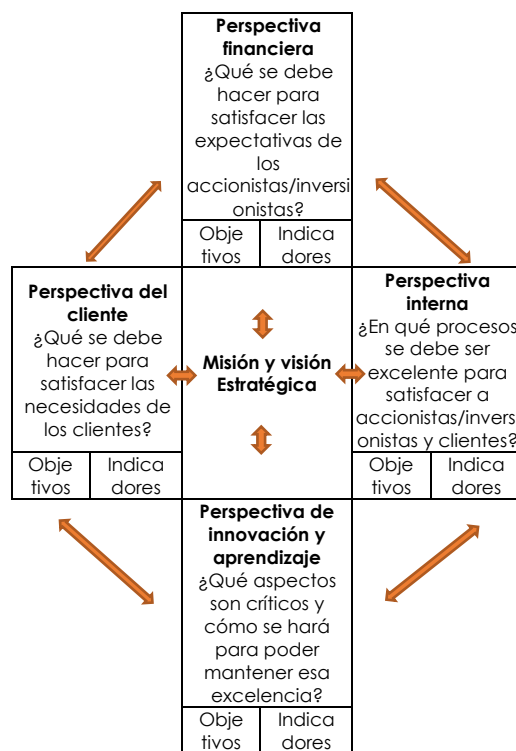 Perspectiva
financiera
¿Qué se debe
hacer para
satisfacer las
expectativas de
los
accionistas/inversi
onistas?
Obje
tivos
Indica
dores
Perspectiva del
cliente
¿Qué se debe
hacer para
satisfacer las
necesidades de
los clientes?
Obje
tivos
Indica
dores
Misión y visión
Estratégica
Perspectiva
interna
¿En qué procesos
se debe ser
excelente para
satisfacer a
accionistas/invers
onistas y clientes?
Obje
tivos
Indica
dores
Perspectiva de
innovación y
aprendizaje
¿Qué aspectos
son críticos y
cómo se hará
para poder
mantener esa
excelencia?
Obje
tivos
Indica
dores